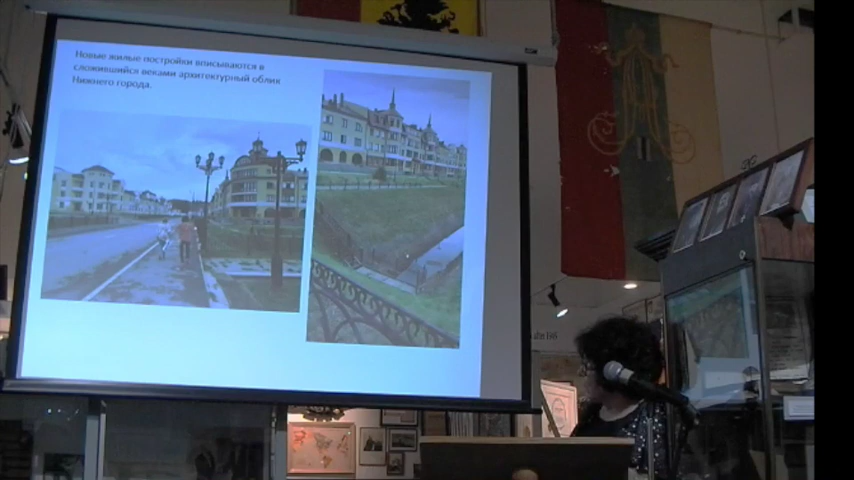 Новые жилые постройки вписываются в
сложившийся веками архитектурный облик
Нижнего города.